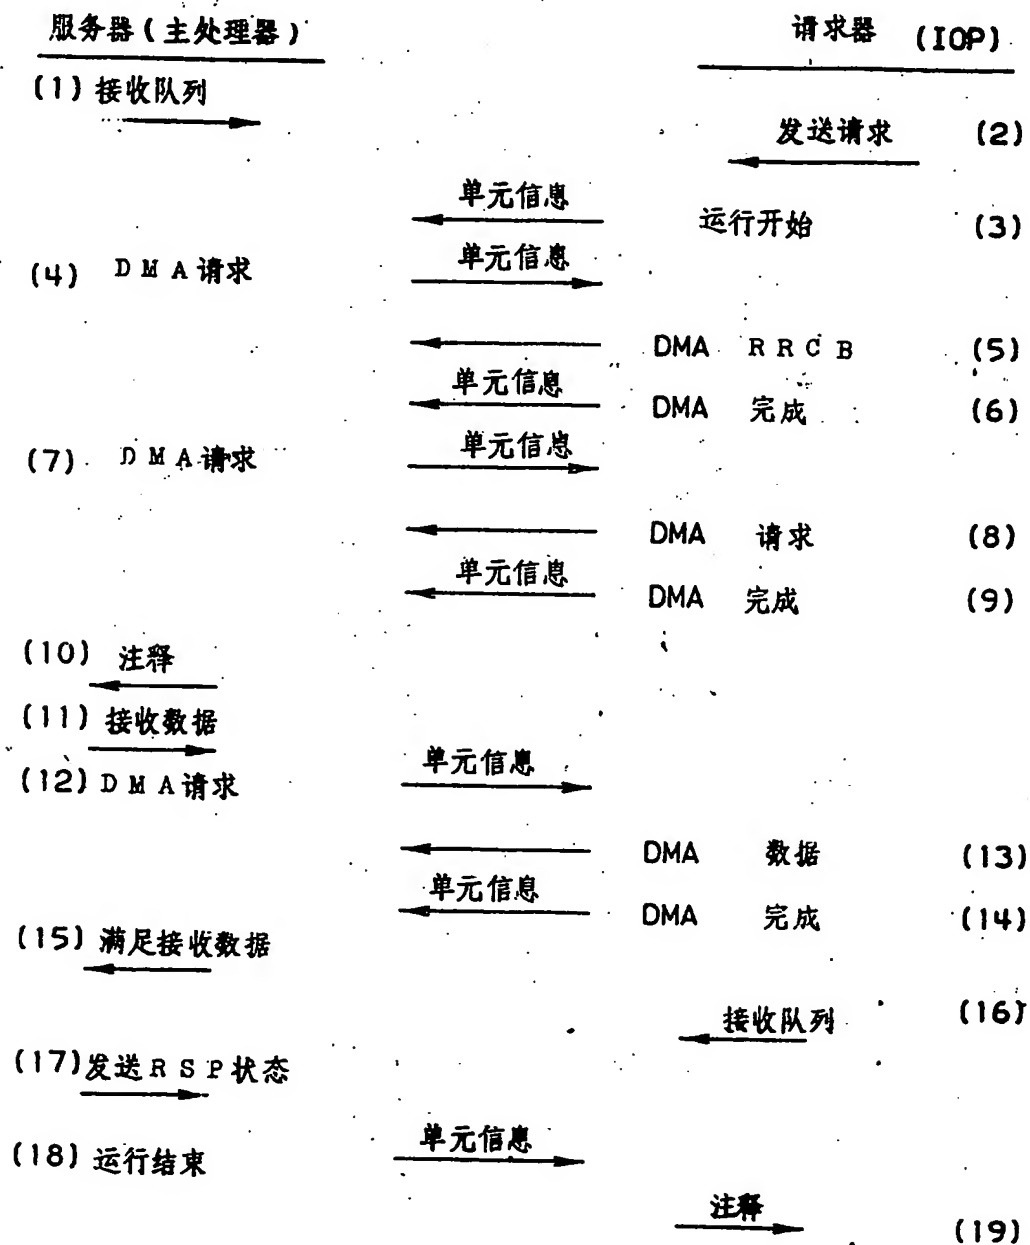 服务器(主处理器) 请求器 (IOP)
(1) 接收队列
发送请求 (2)
单元信息 运行开始 (3)
(4) DMA请求 单元信息
DMA RRCB (5)
单元信息 DMA 完成 (6)
(7) DMA请求 单元信息
DMA 请求 (8)
单元信息 DMA 完成 (9)
(10) 注释
(11) 接收数据
(12) DMA请求 单元信息
DMA 数据 (13)
单元信息 DMA 完成 (14)
(15) 满足接收数据
接收队列 (16)
(17) 发送RSP状态
(18) 运行结束 单元信息
注释 (19)